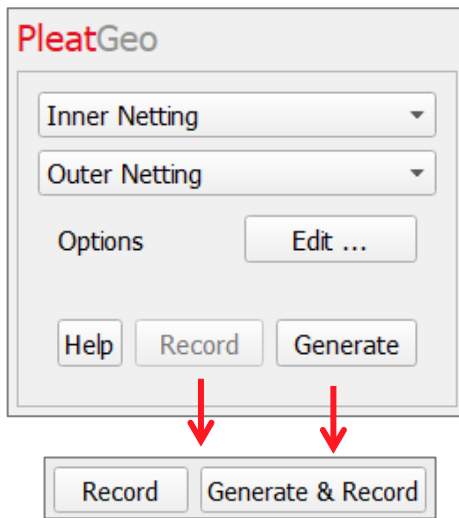 PleatGeo
Inner Netting
Outer Netting
Options Edit ...
Help Record Generate
Record Generate & Record